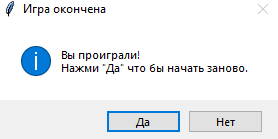 Игра окончена
Вы проиграли!
Нажми "Да" что бы начать заново.
Да
Нет